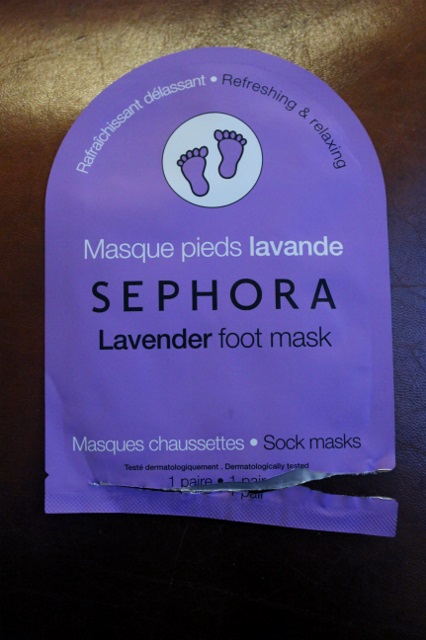 Rafraîchissant délassant • Refreshing & relaxing
Masque pieds lavande
SEPHORA
Lavender foot mask
Masques chaussettes • Sock masks
Testé dermatologiquement . Dermatologically tested
1 paire • 1 pair